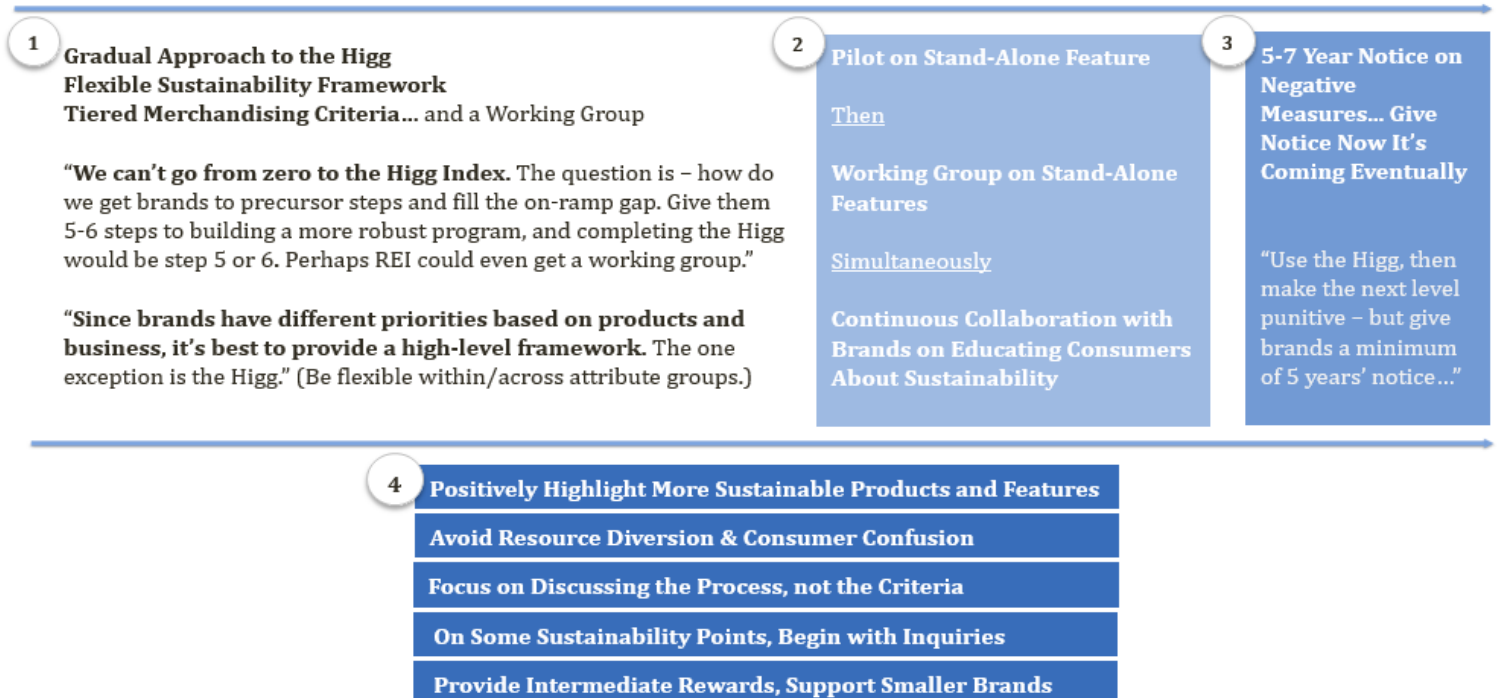 1
Gradual Approach to the Higg
Flexible Sustainability Framework
Tiered Merchandising Criteria… and a Working Group
“We can’t go from zero to the Higg Index. The question is – how do
we get brands to precursor steps and fill the on-ramp gap. Give them
5-6 steps to building a more robust program, and completing the Higg
would be step 5 or 6. Perhaps REI could even get a working group.”
“Since brands have different priorities based on products and
business, it’s best to provide a high-level framework. The one
exception is the Higg.” (Be flexible within/across attribute groups.)
2
Pilot on Stand-Alone Feature
Then
Working Group on Stand-Alone
Features
Simultaneously
Continuous Collaboration with
Brands on Educating Consumers
About Sustainability
3
5-7 Year Notice on
Negative
Measures… Give
Notice Now It’s
Coming Eventually
“Use the Higg, then
make the next level
punitive – but give
brands a minimum
of 5 years’ notice…”
4
Positively Highlight More Sustainable Products and Features
Avoid Resource Diversion & Consumer Confusion
Focus on Discussing the Process, not the Criteria
On Some Sustainability Points, Begin with Inquiries
Provide Intermediate Rewards, Support Smaller Brands